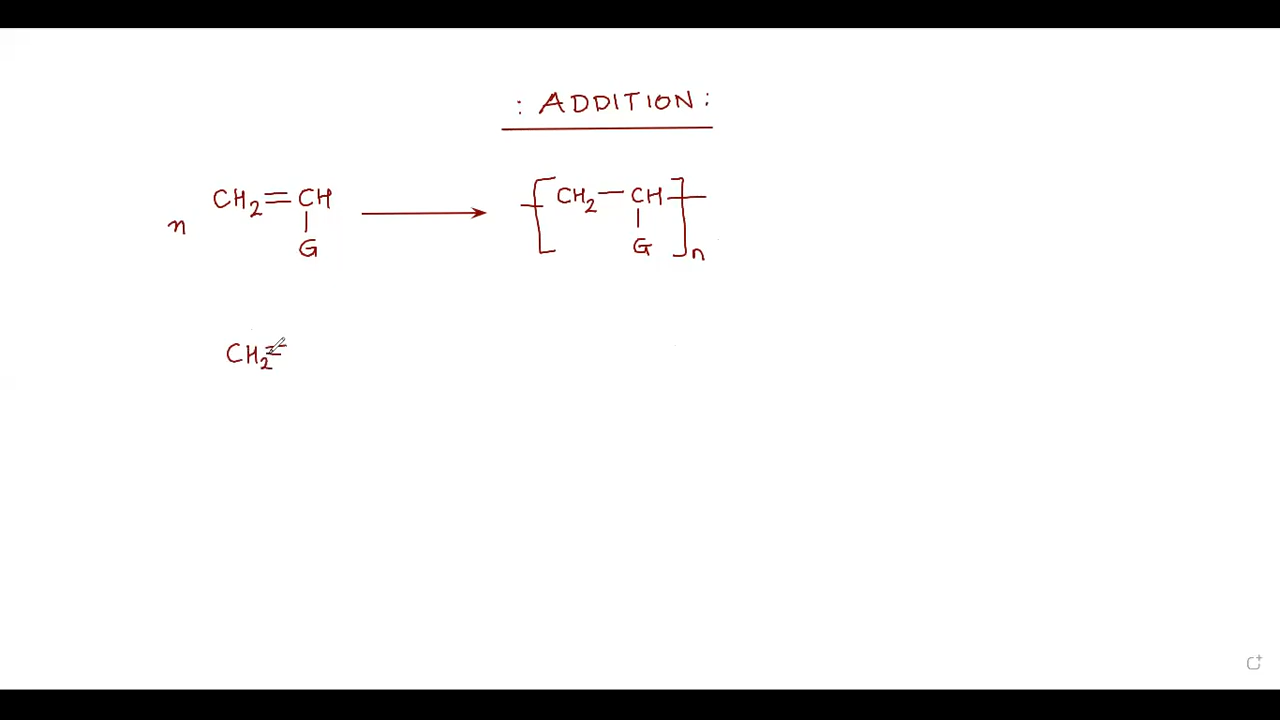 : ADDITION :
n CH₂=CH ⟶ [CH₂—CH]n
G G
CH₂=